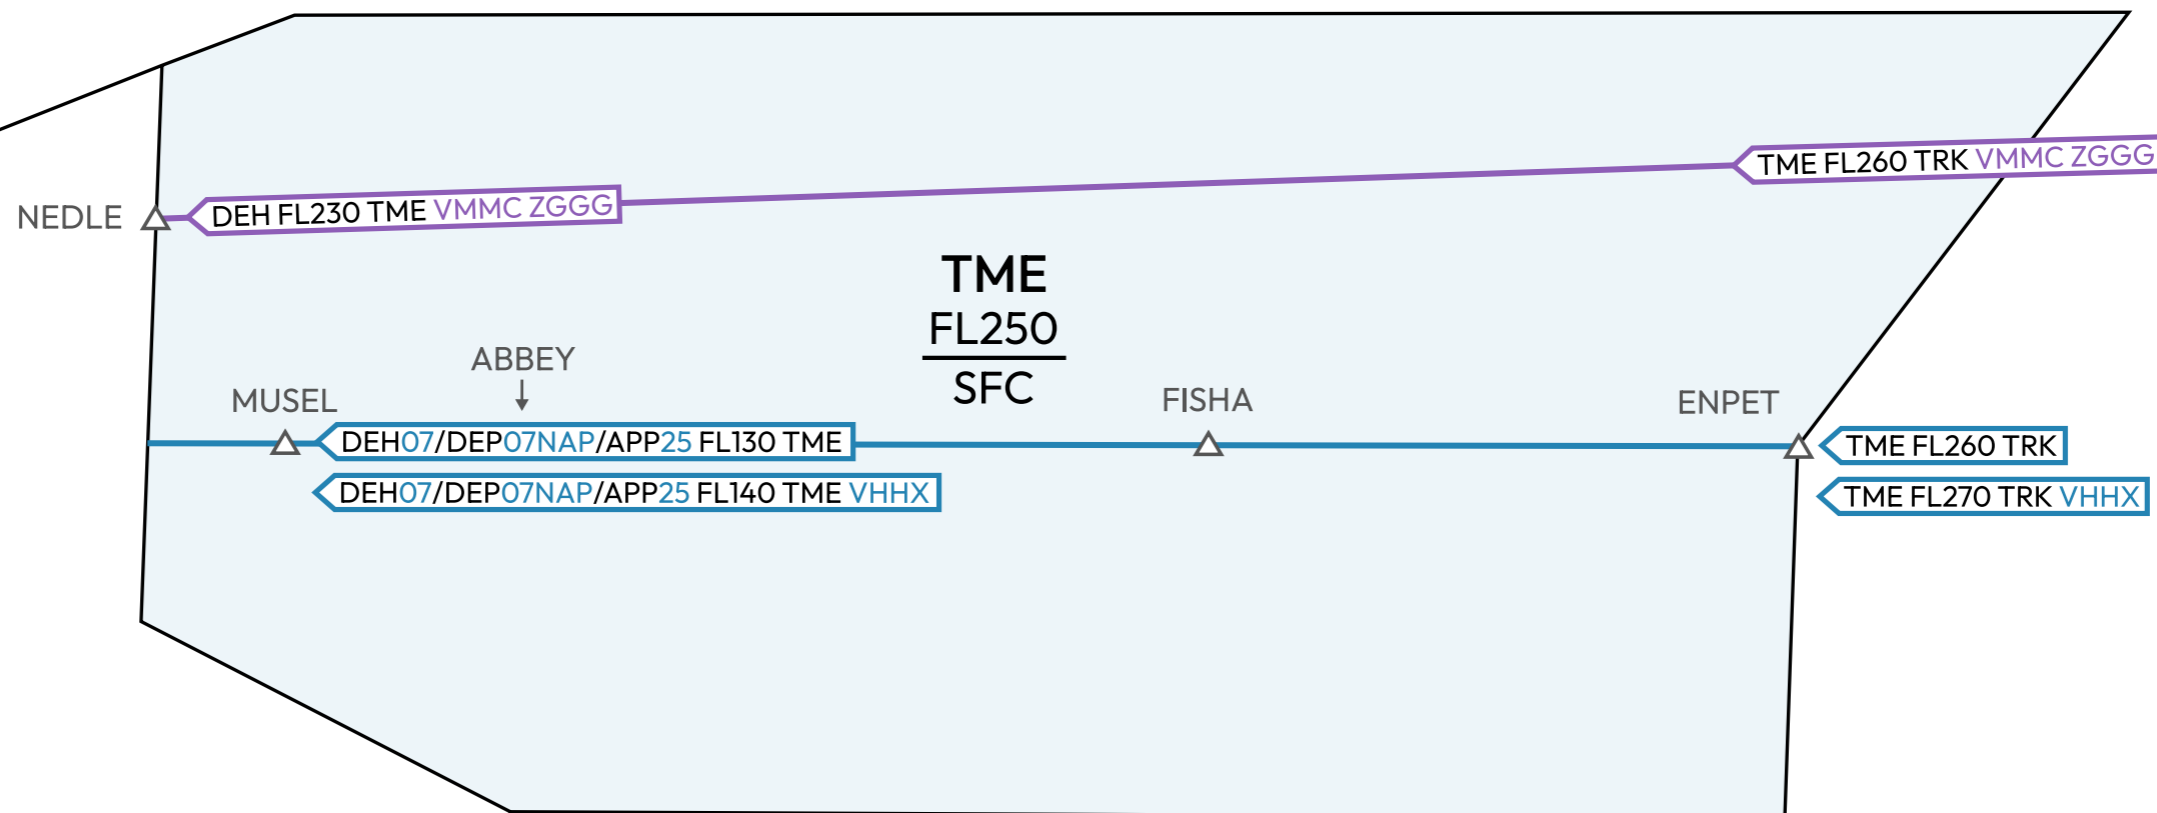 TME FL260 TRK VMMC ZGGG
NEDLE
DEH FL230 TME VMMC ZGGG
TME
FL250
SFC
ABBEY
MUSEL
FISHA
ENPET
DEH07/DEP07NAP/APP25 FL130 TME
TME FL260 TRK
DEH07/DEP07NAP/APP25 FL140 TME VHHX
TME FL270 TRK VHHX